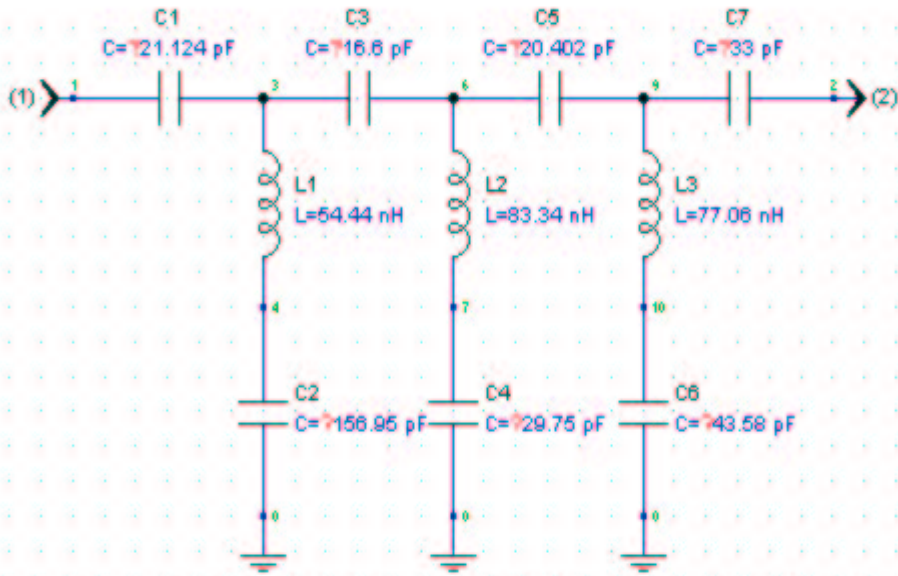 C1 C3 C5 C7
C=?21.124 pF C=?16.6 pF C=?20.402 pF C=?33 pF
(1) 1 3 6 9 2 (2)
L1 L2 L3
L=54.44 nH L=83.34 nH L=77.06 nH
4 7 10
C2 C4 C6
C=?156.95 pF C=?29.75 pF C=?43.58 pF
0 0 0